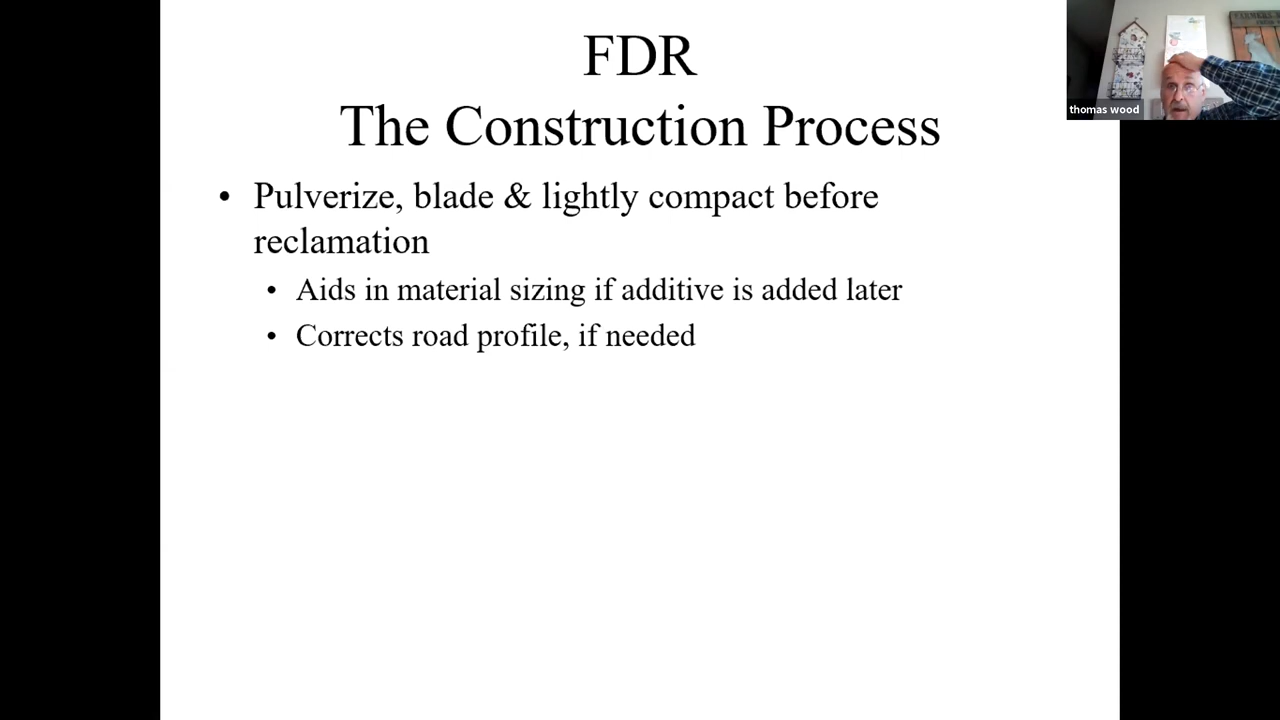 FDR
The Construction Process
• Pulverize, blade & lightly compact before
reclamation
• Aids in material sizing if additive is added later
• Corrects road profile, if needed
thomas wood